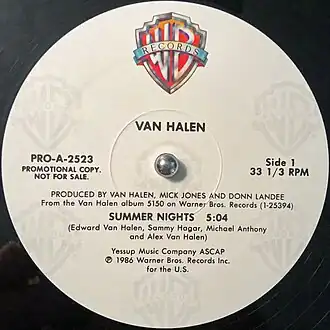 WB
RECORDS
VAN HALEN
PRO-A-2523
PROMOTIONAL COPY.
NOT FOR SALE.
Side 1
33 1/3 RPM
PRODUCED BY VAN HALEN, MICK JONES AND DONN LANDEE
From the Van Halen album 5150 on Warner Bros. Records (1-25394)
SUMMER NIGHTS 5:04
(Edward Van Halen, Sammy Hagar, Michael Anthony
and Alex Van Halen)
Yessup Music Company ASCAP
℗ 1986 Warner Bros. Records Inc.
for the U.S.